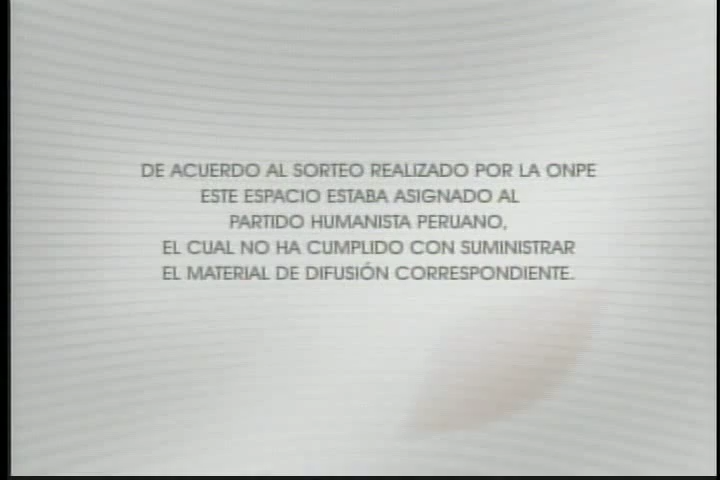 DE ACUERDO AL SORTEO REALIZADO POR LA ONPE
ESTE ESPACIO ESTABA ASIGNADO AL
PARTIDO HUMANISTA PERUANO,
EL CUAL NO HA CUMPLIDO CON SUMINISTRAR
EL MATERIAL DE DIFUSIÓN CORRESPONDIENTE.